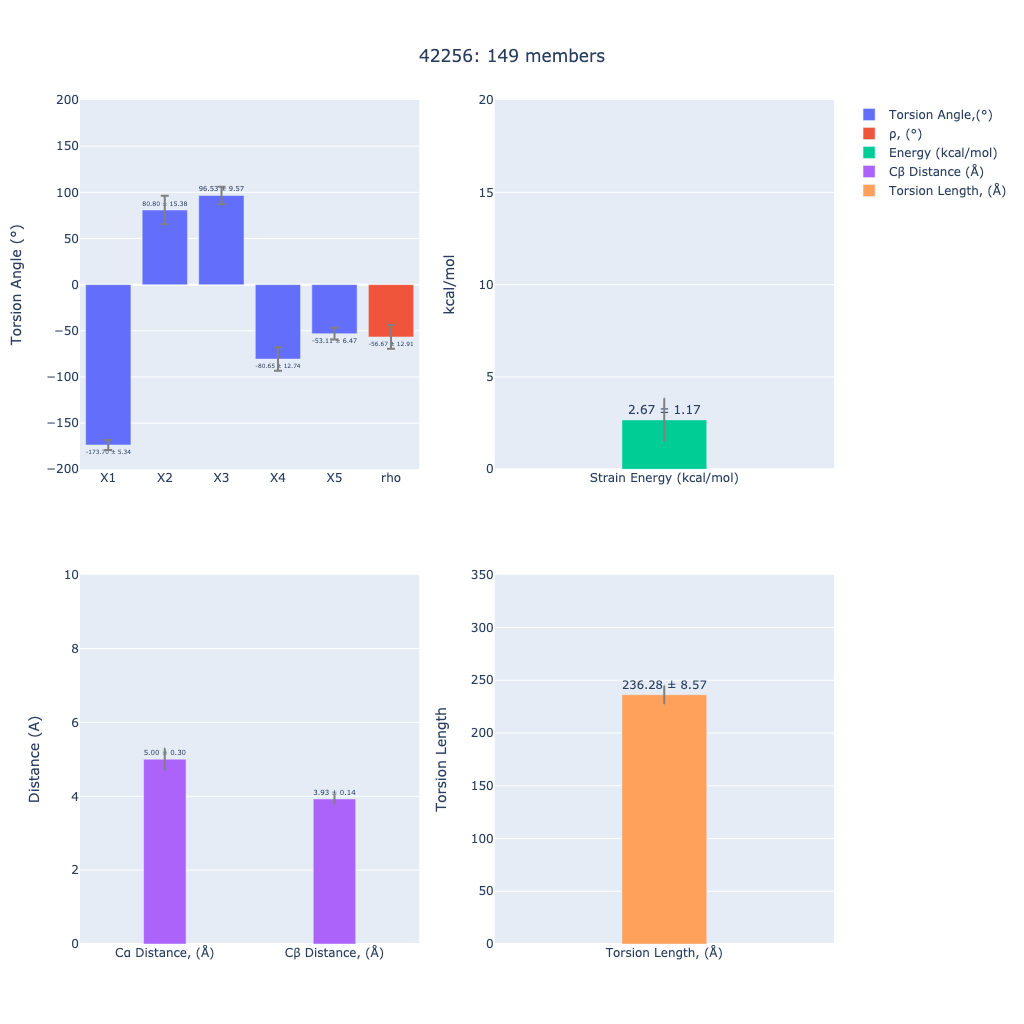 42256: 149 members
200
150
100
50
0
−50
−100
−150
−200
Torsion Angle (°)
80.80 ± 15.38
96.53 ± 9.57
-173.70 ± 5.34
-80.65 ± 12.74
-53.11 ± 6.47
-56.67 ± 12.91
X1 X2 X3 X4 X5 rho
20
15
10
5
0
kcal/mol
2.67 ± 1.17
Strain Energy (kcal/mol)
Torsion Angle,(°)
ρ, (°)
Energy (kcal/mol)
Cβ Distance (Å)
Torsion Length, (Å)
10
8
6
4
2
0
Distance (A)
5.00 ± 0.30
3.93 ± 0.14
Cα Distance, (Å) Cβ Distance, (Å)
350
300
250
200
150
100
50
0
Torsion Length
236.28 ± 8.57
Torsion Length, (Å)